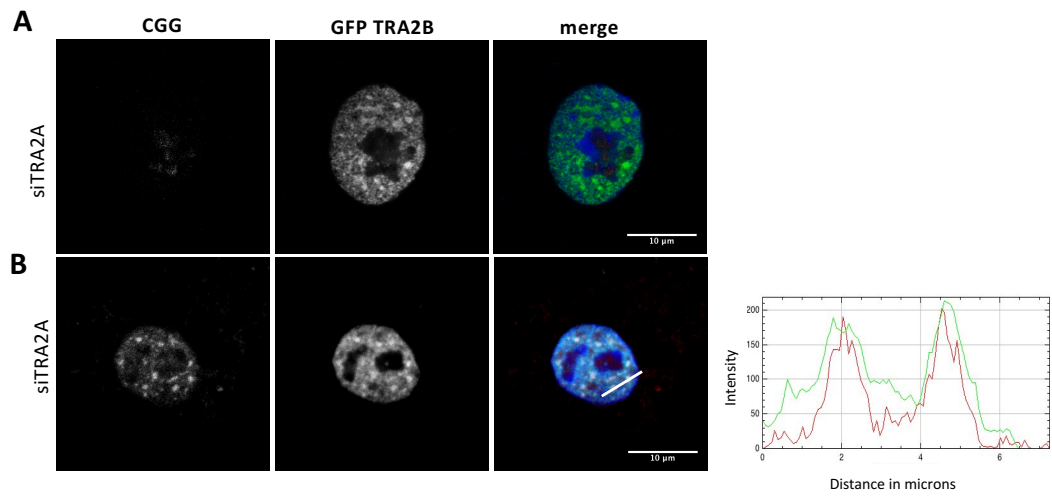 A
CGG
GFP TRA2B
merge
siTRA2A
10 µm
B
siTRA2A
10 µm
Intensity
200
150
100
50
0
0
2
4
6
Distance in microns